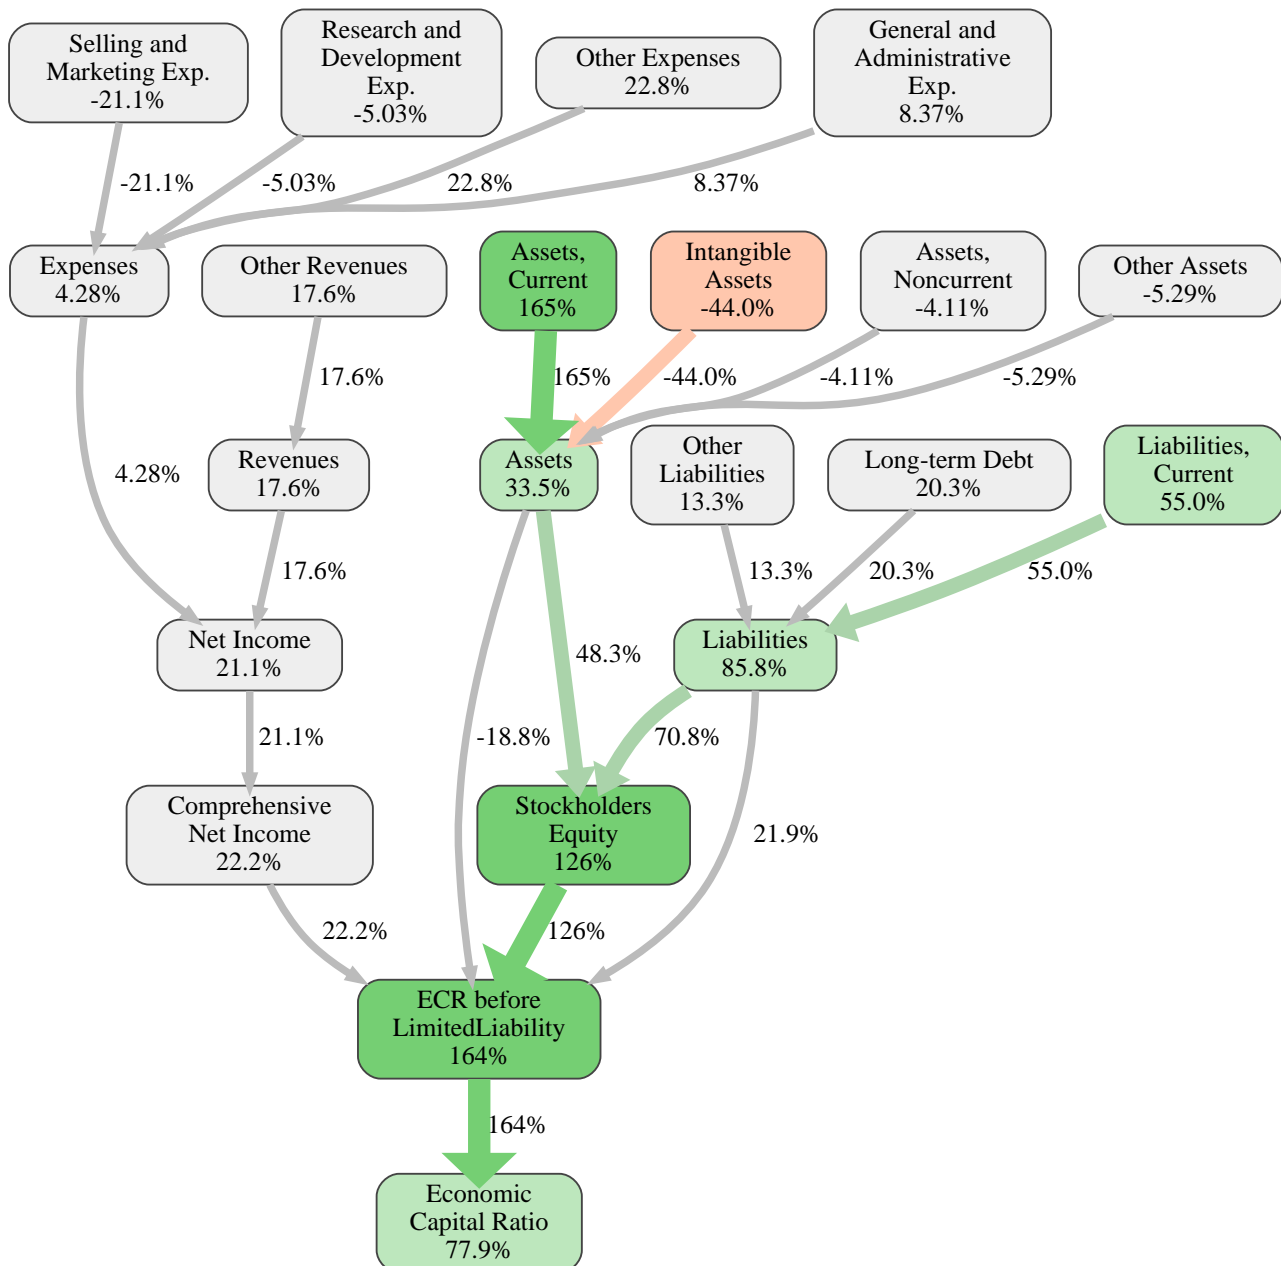 Selling and
Marketing Exp.
-21.1%
Research and
Development
Exp.
-5.03%
Other Expenses
22.8%
General and
Administrative
Exp.
8.37%
-21.1%
-5.03%
22.8%
8.37%
Expenses
4.28%
Other Revenues
17.6%
Assets,
Current
165%
Intangible
Assets
-44.0%
Assets,
Noncurrent
-4.11%
Other Assets
-5.29%
17.6%
165%
-44.0%
-4.11%
-5.29%
4.28%
Revenues
17.6%
Assets
33.5%
Other
Liabilities
13.3%
Long-term Debt
20.3%
Liabilities,
Current
55.0%
17.6%
13.3%
20.3%
55.0%
Net Income
21.1%
48.3%
Liabilities
85.8%
21.1%
-18.8%
70.8%
Comprehensive
Net Income
22.2%
Stockholders
Equity
126%
21.9%
22.2%
126%
ECR before
LimitedLiability
164%
164%
Economic
Capital Ratio
77.9%